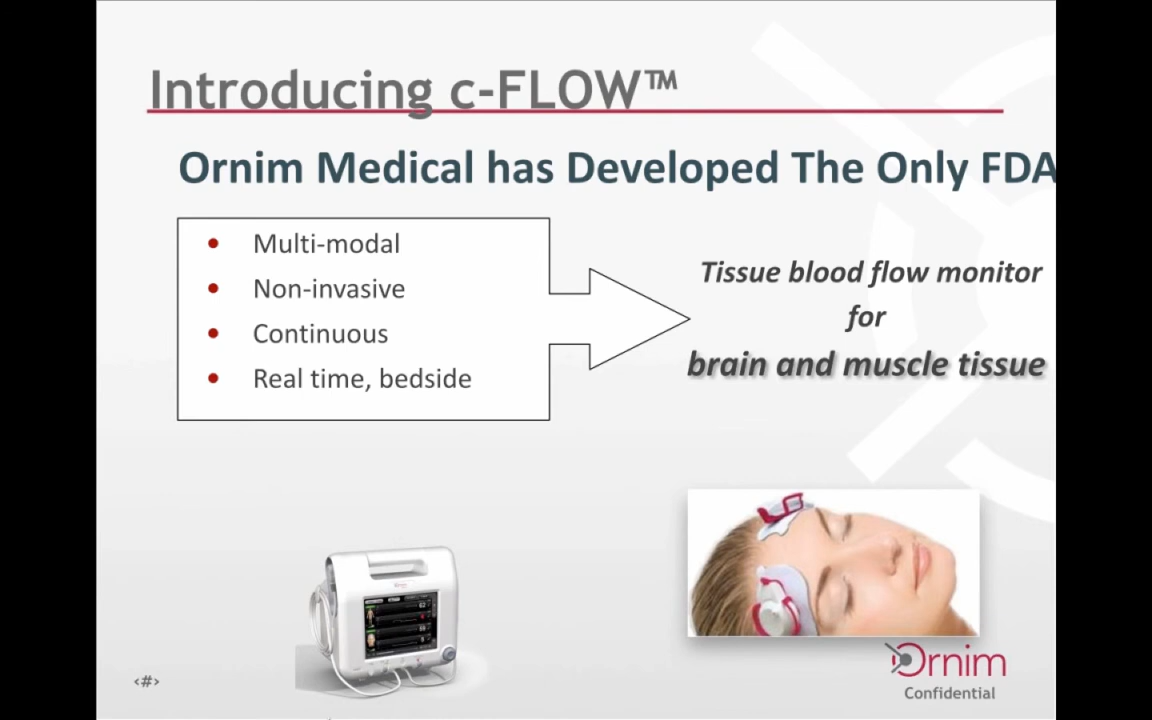 Introducing c-FLOW™
Ornim Medical has Developed The Only FDA
• Multi-modal
• Non-invasive
• Continuous
• Real time, bedside
Tissue blood flow monitor
for
brain and muscle tissue
‹#›
Ornim
Confidential